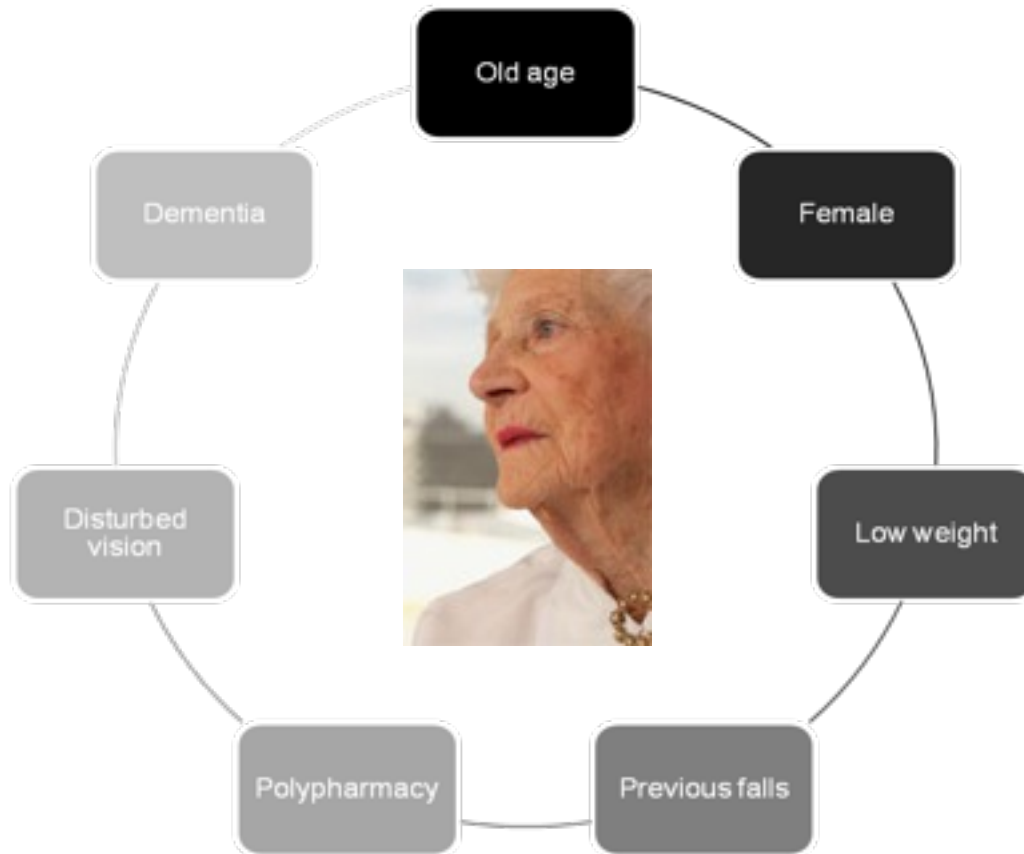 Old age
Female
Low weight
Previous falls
Polypharmacy
Disturbed
vision
Dementia